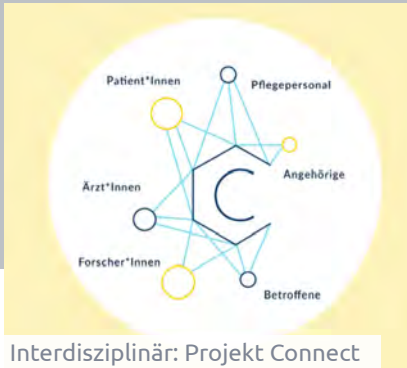 Patient*Innen
Pflegepersonal
Angehörige
Ärzt*Innen
Forscher*Innen
Betroffene
Interdisziplinär: Projekt Connect